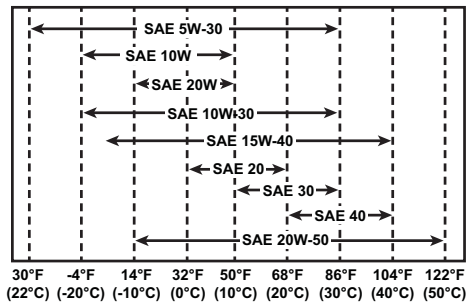 SAE 5W-30
SAE 10W
SAE 20W
SAE 10W-30
SAE 15W-40
SAE 20
SAE 30
SAE 40
SAE 20W-50
30°F -4°F 14°F 32°F 50°F 68°F 86°F 104°F 122°F
(22°C) (-20°C) (-10°C) (0°C) (10°C) (20°C) (30°C) (40°C) (50°C)